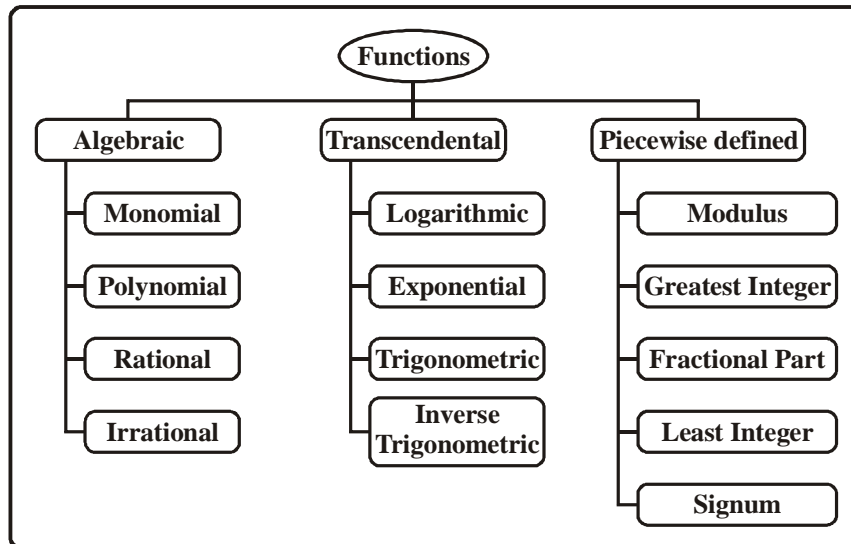 Functions
Algebraic
Monomial
Polynomial
Rational
Irrational
Transcendental
Logarithmic
Exponential
Trigonometric
Inverse
Trigonometric
Piecewise defined
Modulus
Greatest Integer
Fractional Part
Least Integer
Signum